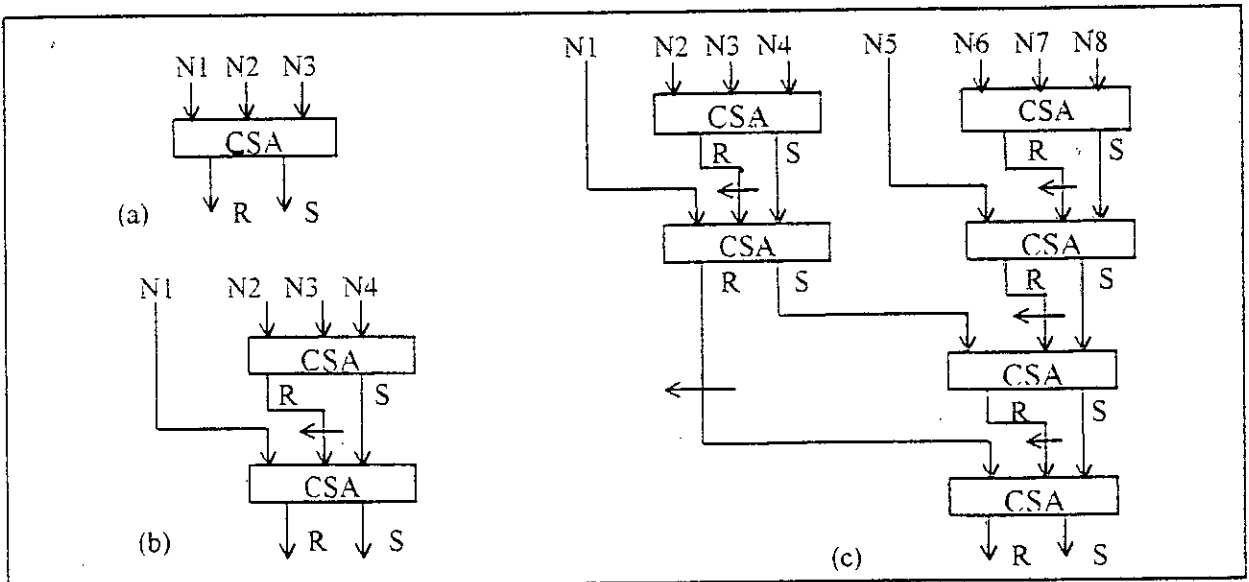 N1 N2 N3
CSA
R S
(a)
N1 N2 N3 N4
CSA
R S
CSA
R S
(b)
N1 N2 N3 N4 N5 N6 N7 N8
CSA CSA
R S R S
CSA CSA
R S R S
CSA
R S
CSA
R S
(c)